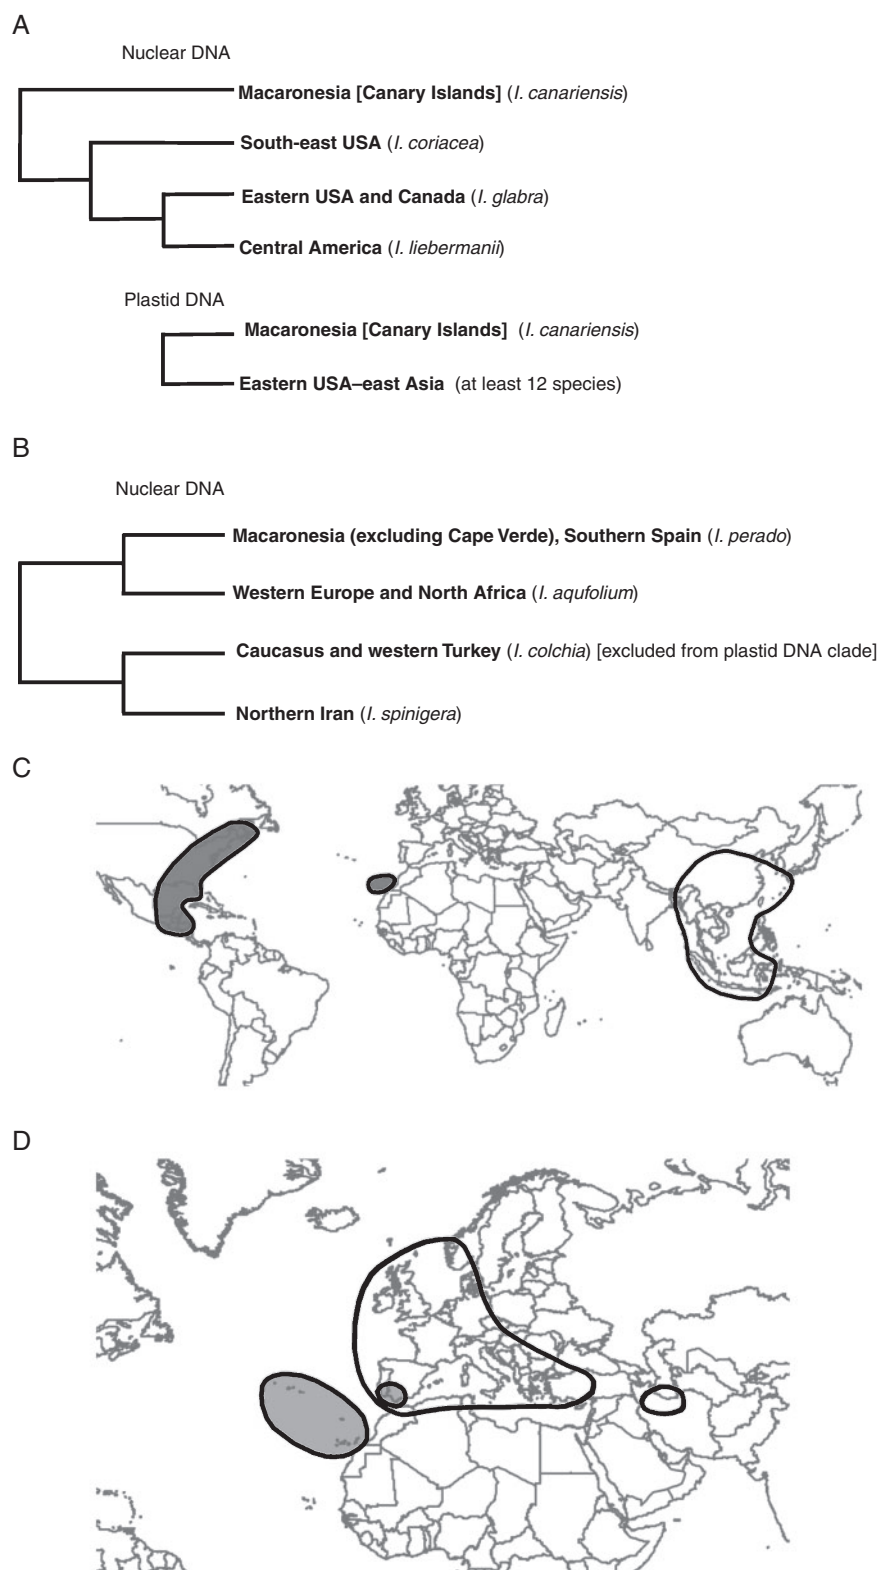 A
Nuclear DNA
Macaronesia [Canary Islands] (I. canariensis)
South-east USA (I. coriacea)
Eastern USA and Canada (I. glabra)
Central America (I. liebermanii)
Plastid DNA
Macaronesia [Canary Islands] (I. canariensis)
Eastern USA–east Asia (at least 12 species)
B
Nuclear DNA
Macaronesia (excluding Cape Verde), Southern Spain (I. perado)
Western Europe and North Africa (I. aqufolium)
Caucasus and western Turkey (I. colchia) [excluded from plastid DNA clade]
Northern Iran (I. spinigera)
C
D